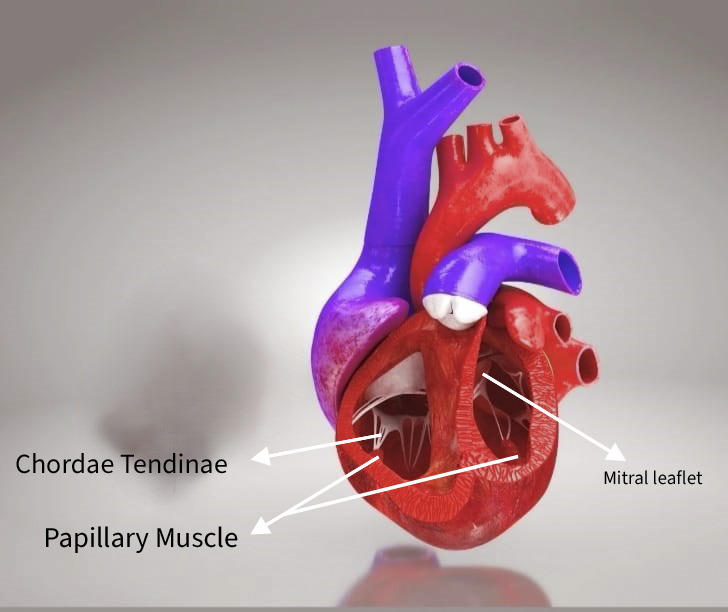 Chordae Tendinae
Mitral leaflet
Papillary Muscle